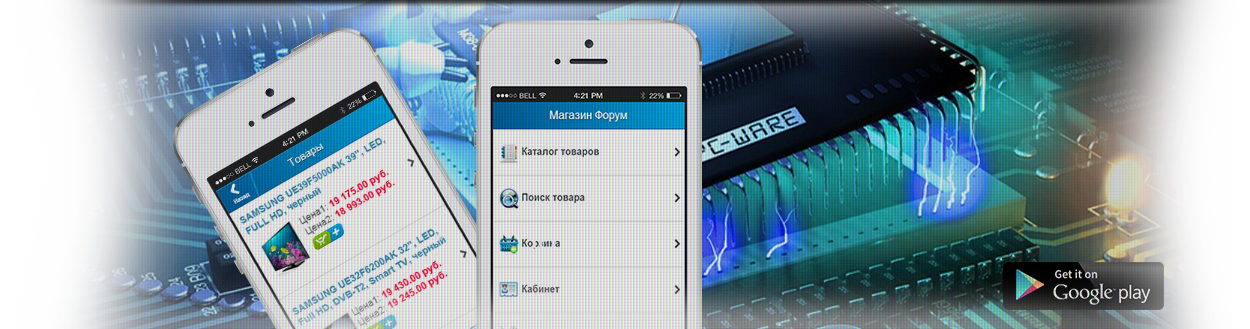 BELL 4:21 PM 22%
Назад Товары
SAMSUNG UE39F5000AK 39", LED,
FULL HD, черный
Цена1: 19 175.00 руб.
Цена2: 18 993.00 руб.
SAMSUNG UE32F6200AK 32", LED,
Full HD, DVB-T2, Smart TV, черный
Цена1: 19 430.00 руб.
Цена2: 19 245.00 руб.
BELL 4:21 PM 22%
Магазин Форум
Каталог товаров
Поиск товара
Корзина
Кабинет
PC-WARE
Get it on
Google play